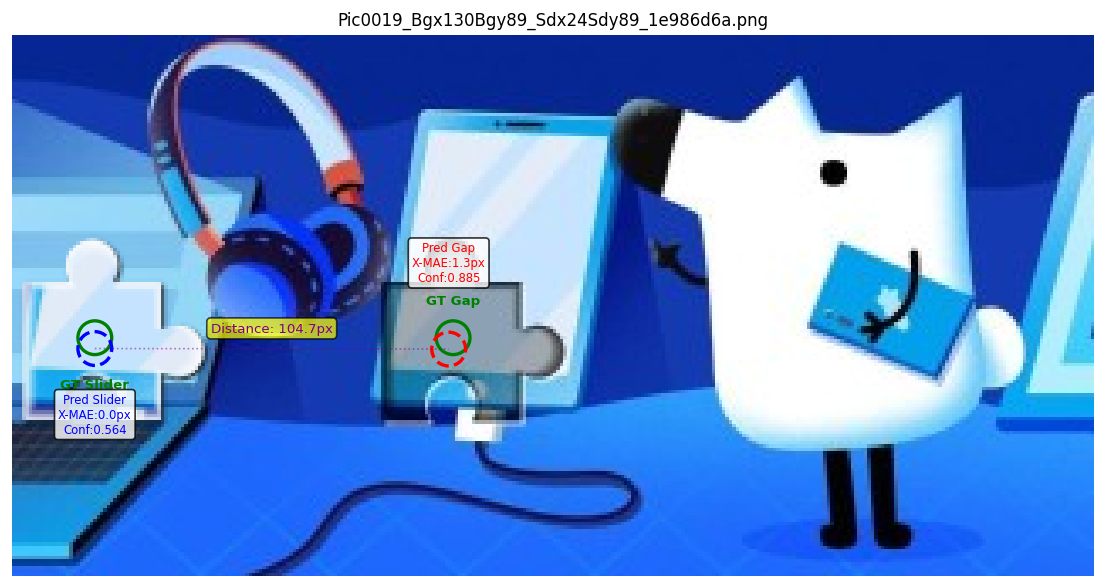 Pic0019_Bgx130Bgy89_Sdx24Sdy89_1e986d6a.png
Pred Gap
X-MAE:1.3px
Conf:0.885
GT Gap
Distance: 104.7px
GT Slider
Pred Slider
X-MAE:0.0px
Conf:0.564